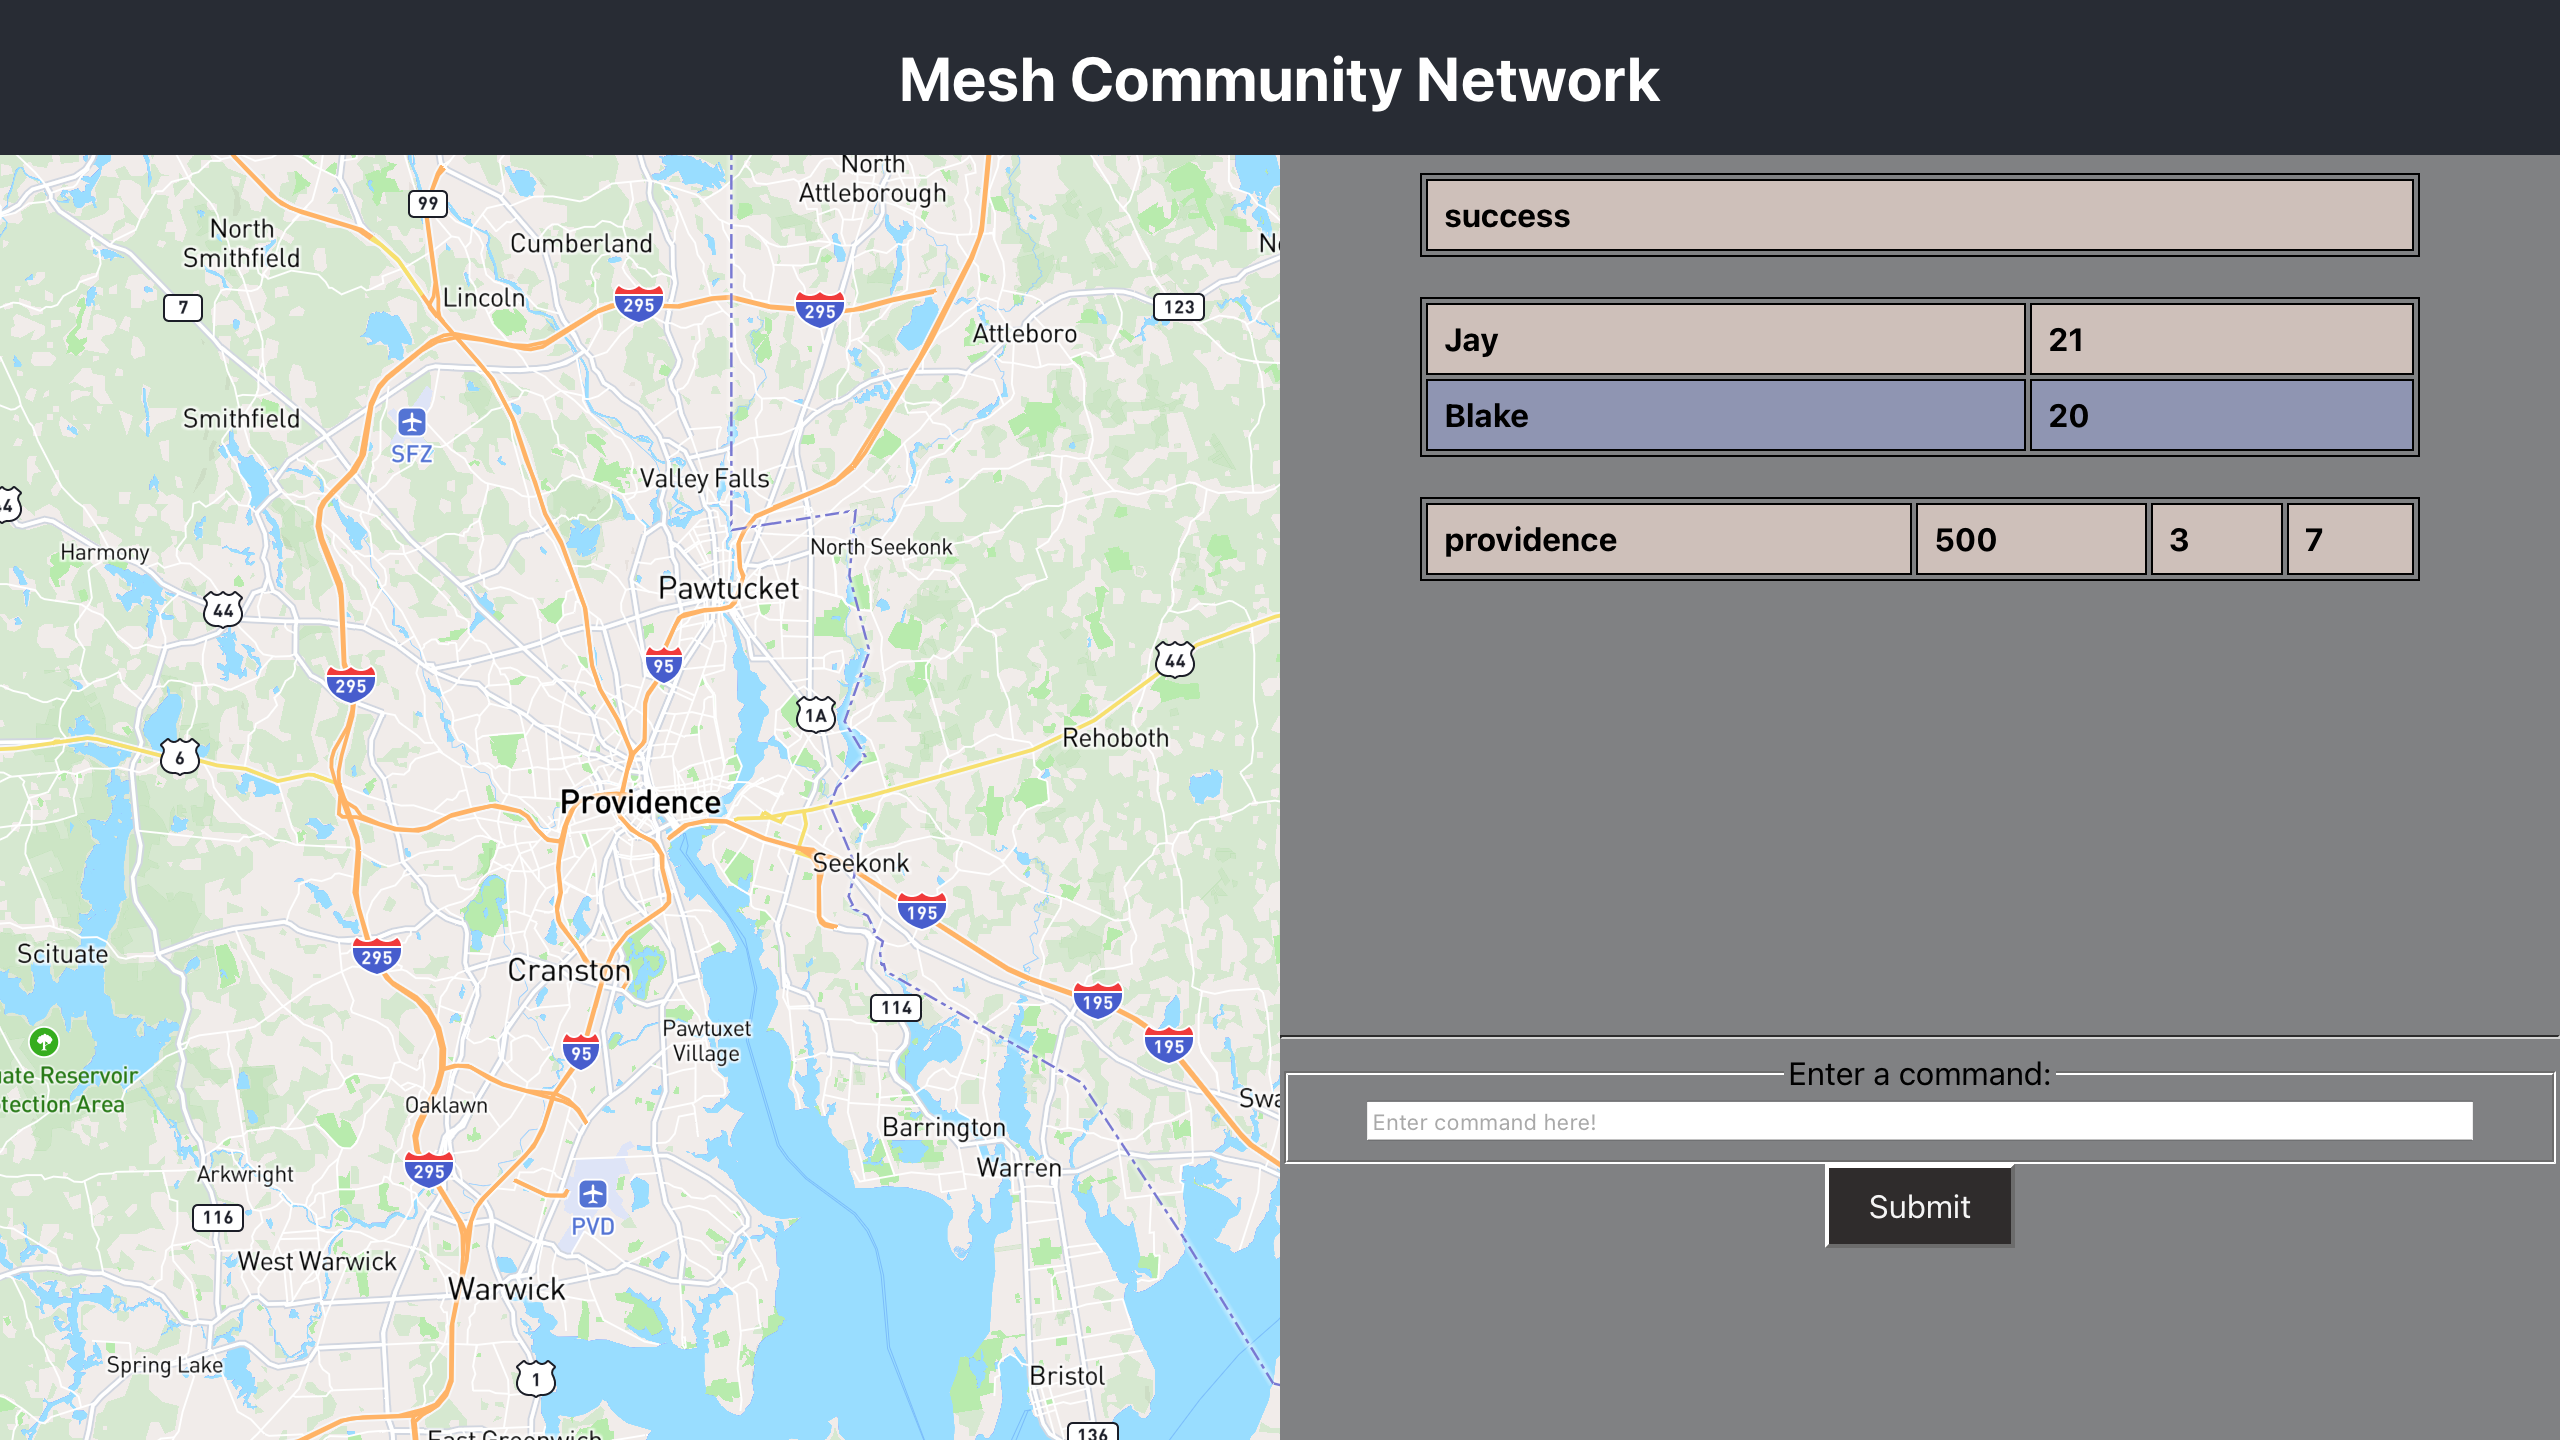 Mesh Community Network
North
Attleborough
99
North
Smithfield
Cumberland
Lincoln
295
295
7
123
Attleboro
Smithfield
SFZ
Valley Falls
Harmony
North Seekonk
Pawtucket
44
95
44
295
1A
6
Rehoboth
Providence
Seekonk
195
Scituate
295
Cranston
195
114
Pawtuxet
Village
95
195
ate Reservoir
tection Area
Oaklawn
Swa
Barrington
Warren
295
Arkwright
116
PVD
West Warwick
Warwick
Spring Lake
1
Bristol
136
East Greenwich
success
Jay 21
Blake 20
providence 500 3 7
Enter a command:
Enter command here!
Submit